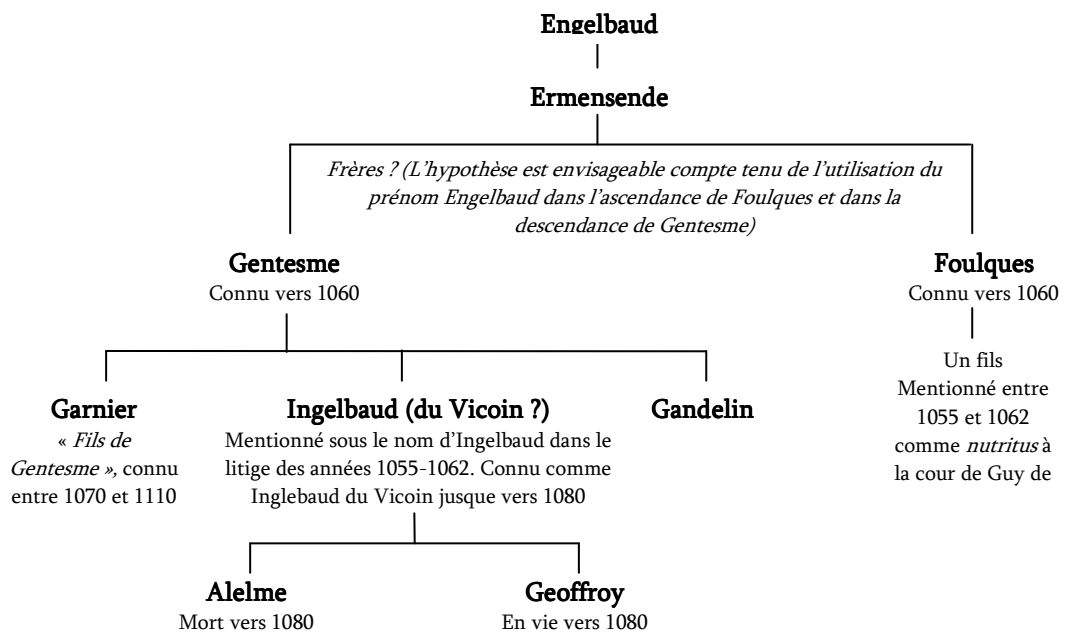 Engelbaud
Ermensende
Frères ? (L'hypothèse est envisageable compte tenu de l'utilisation du
prénom Engelbaud dans l'ascendance de Foulques et dans la
descendance de Gentesme)
Gentesme
Connu vers 1060
Foulques
Connu vers 1060
Garnier
« Fils de
Gentesme », connu
entre 1070 et 1110
Ingelbaud (du Vicoin ?)
Mentionné sous le nom d'Ingelbaud dans le
litige des années 1055-1062. Connu comme
Inglebaud du Vicoin jusque vers 1080
Gandelin
Un fils
Mentionné entre
1055 et 1062
comme nutritus à
la cour de Guy de
Alelme
Mort vers 1080
Geoffroy
En vie vers 1080